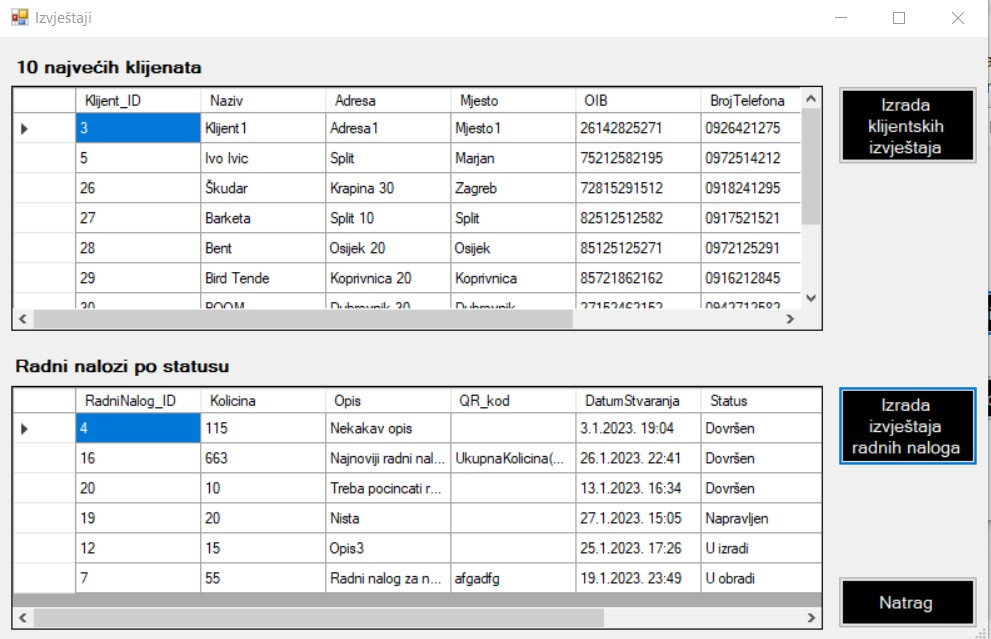 Izvještaji
10 najvećih klijenata
Klijent_ID Naziv Adresa Mjesto OIB BrojTelefona
3 Klijent1 Adresa1 Mjesto1 26142825271 0926421275
5 Ivo Ivic Split Marjan 75212582195 0972514212
26 Škudar Krapina 30 Zagreb 72815291512 0918241295
27 Barketa Split 10 Split 82512512582 0917521521
28 Bent Osijek 20 Osijek 85125125271 0972125291
29 Bird Tende Koprivnica 20 Koprivnica 85721862162 0916212845
30 ROOM Dubrovnik 30 Dubrovnik 27152462152 0942712582
Izrada
klijentskih
izvještaja
Radni nalozi po statusu
RadniNalog_ID Kolicina Opis QR_kod DatumStvaranja Status
4 115 Nekakav opis 3.1.2023. 19:04 Dovršen
16 663 Najnoviji radni nal... UkupnaKolicina(... 26.1.2023. 22:41 Dovršen
20 10 Treba pocincati r... 13.1.2023. 16:34 Dovršen
19 20 Nista 27.1.2023. 15:05 Napravljen
12 15 Opis3 25.1.2023. 17:26 U izradi
7 55 Radni nalog za n... afgadfg 19.1.2023. 23:49 U obradi
Izrada
izvještaja
radnih naloga
Natrag